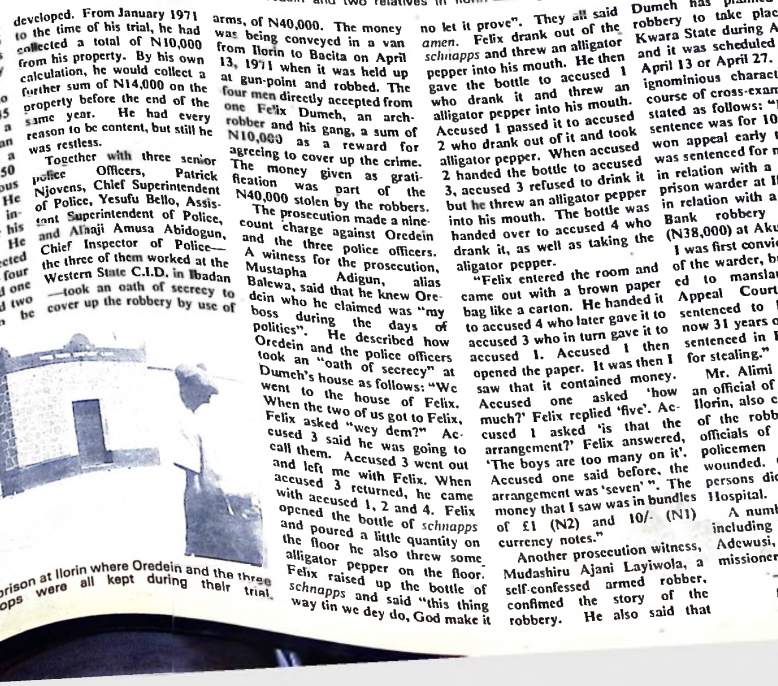 developed. From January 1971
to the time of his trial, he had
collected a total of N10,000
from his property. By his own
calculation, he would collect a
further sum of N14,000 on the
property before the end of the
same year. He had every
reason to be content, but still he
was restless.
Together with three senior
police Officers, Patrick
Njovens, Chief Superintendent
of Police, Yesufu Bello, Assis-
tant Superintendent of Police,
and Alhaji Amusa Abidogun,
Chief Inspector of Police—
the three of them worked at the
Western State C.I.D. in Ibadan
—took an oath of secrecy to
cover up the robbery by use of
rison at Ilorin where Oredein and the three
ops were all kept during their trial.
and two relatives in
arms, of N40,000. The money
was being conveyed in a van
from Ilorin to Bacita on April
13, 1971 when it was held up
at gun-point and robbed. The
four men directly accepted from
one Felix Dumeh, an arch-
robber and his gang, a sum of
N10,000 as a reward for
agreeing to cover up the crime.
The money given as grati-
fication was part of the
N40,000 stolen by the robbers.
The prosecution made a nine-
count charge against Oredein
and the three police officers.
A witness for the prosecution,
Mustapha Adigun, alias
Balewa, said that he knew Ore-
dein who he claimed was "my
boss during the days of
politics". He described how
Oredein and the police officers
took an "oath of secrecy" at
Dumeh's house as follows: "We
went to the house of Felix.
When the two of us got to Felix,
Felix asked "wey dem?" Ac-
cused 3 said he was going to
call them. Accused 3 went out
and left me with Felix. When
accused 3 returned, he came
with accused 1, 2 and 4. Felix
opened the bottle of schnapps
and poured a little quantity on
the floor he also threw some
alligator pepper on the floor.
Felix raised up the bottle of
schnapps and said "this thing
way tin we dey do, God make it
no let it prove". They all said
amen. Felix drank out of the
schnapps and threw an alligator
pepper into his mouth. He then
gave the bottle to accused 1
who drank it and threw an
alligator pepper into his mouth.
Accused 1 passed it to accused
2 who drank out of it and took
alligator pepper. When accused
2 handed the bottle to accused
3, accused 3 refused to drink it
but he threw an alligator pepper
into his mouth. The bottle was
handed over to accused 4 who
drank it, as well as taking the
aligator pepper.
"Felix entered the room and
came out with a brown paper
bag like a carton. He handed it
to accused 4 who later gave it to
accused 3 who in turn gave it to
accused 1. Accused 1 then
opened the paper. It was then I
saw that it contained money.
Accused one asked 'how
much?' Felix replied 'five'. Ac-
cused 1 asked 'is that the
arrangement?' Felix answered,
'The boys are too many on it'.
Accused one said before, the
arrangement was 'seven' ". The
money that I saw was in bundles
of £1 (N2) and 10/- (N1)
currency notes."
Another prosecution witness,
Mudashiru Ajani Layiwola, a
self-confessed armed robber,
confimed the story of the
robbery. He also said that
Dumeh has planned
robbery to take plac
Kwara State during A
and it was scheduled
April 13 or April 27.
ignominious charact
course of cross-exam
stated as follows: "
sentence was for 10
won appeal early
was sentenced for n
in relation with a
prison warder at Il
in relation with a
Bank robbery
(N38,000) at Aku
I was first convic
of the warder, bu
ed to manslau
Appeal Court
sentenced to
now 31 years o
sentenced in
for stealing."
Mr. Alimi
an official of
Ilorin, also c
of the robb
officials of
policemen
wounded.
persons die
Hospital.
A numb
including
Adewusi,
missioner